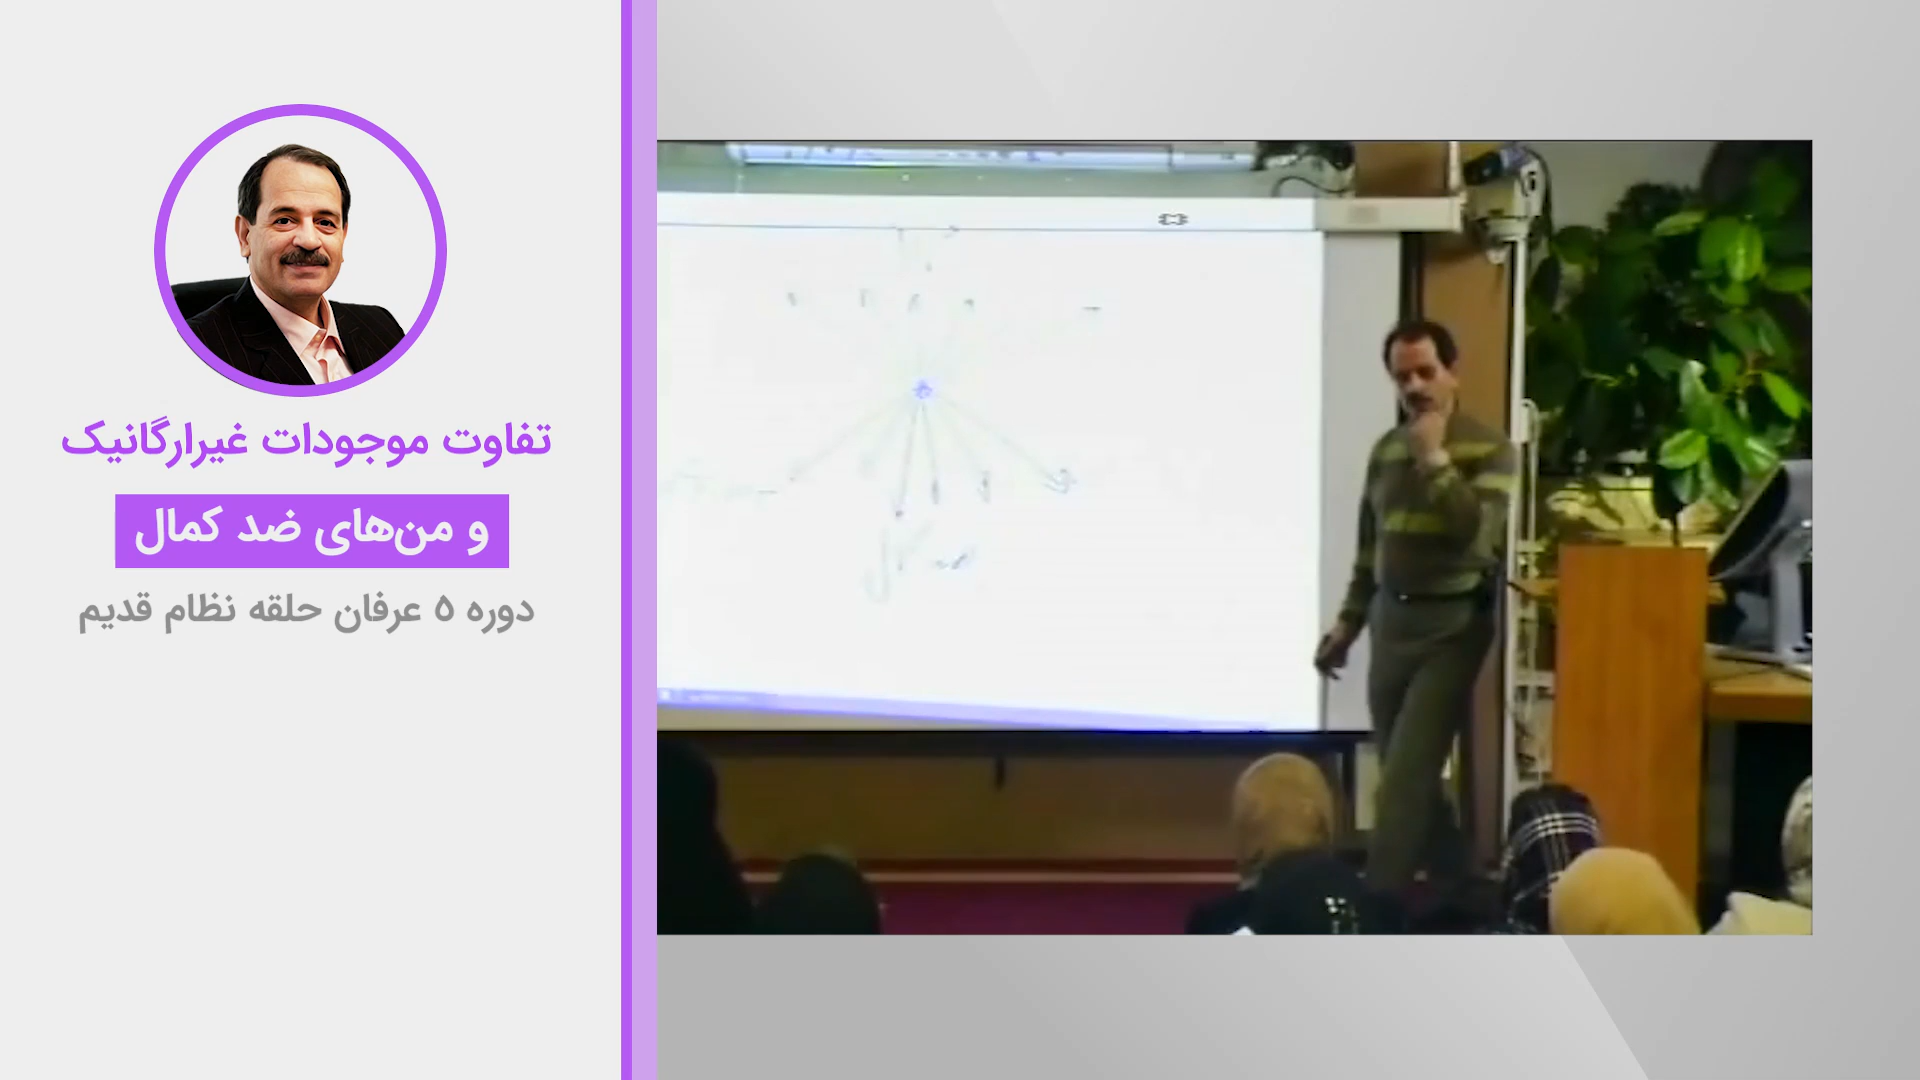 تفاوت موجودات غیرارگانیک
و من‌های ضد کمال
دوره ۵ عرفان حلقه نظام قدیم